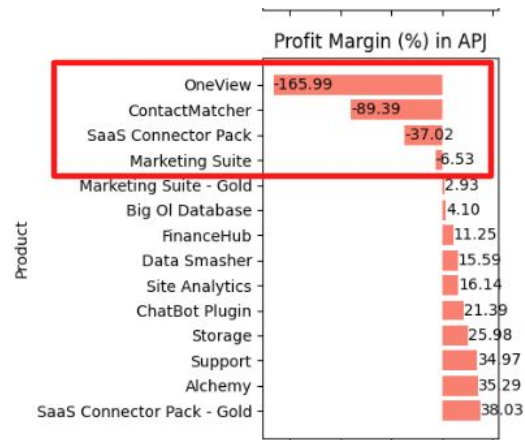 Profit Margin (%) in APJ
OneView -165.99
ContactMatcher -89.39
SaaS Connector Pack -37.02
Marketing Suite -6.53
Marketing Suite - Gold 2.93
Big Ol Database 4.10
FinanceHub 11.25
Data Smasher 15.59
Site Analytics 16.14
ChatBot Plugin 21.39
Storage 25.98
Support 34.97
Alchemy 35.29
SaaS Connector Pack - Gold 38.03
Product